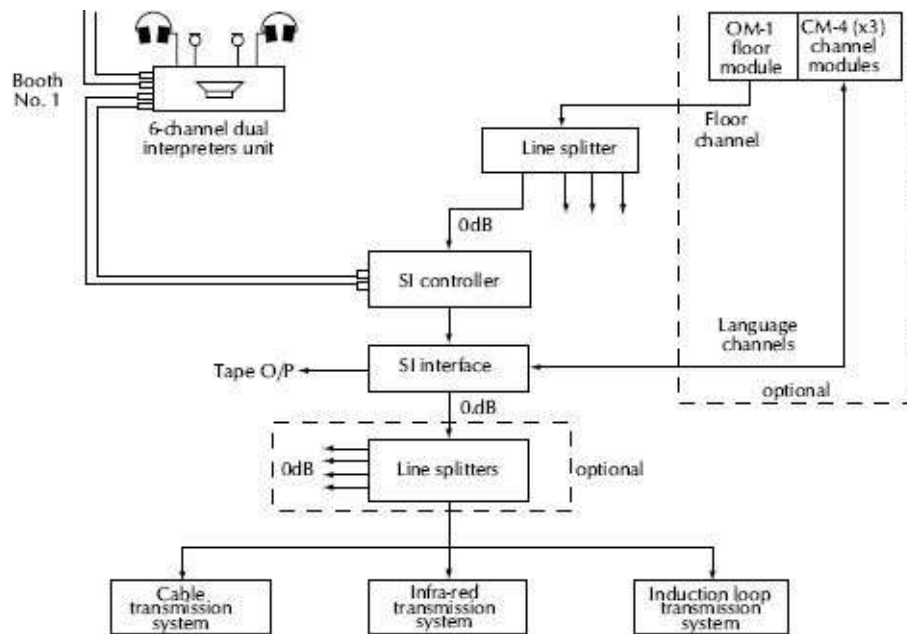 OM-1
floor
module
CM-4 (x3)
channel
modules
Booth
No. 1
6-channel dual
interpreters unit
Floor
channel
Line splitter
0dB
SI controller
Language
channels
SI interface
Tape O/P
optional
0.dB
0dB
Line splitters
optional
Cable
transmission
system
Infra-red
transmission
system
Induction loop
transmission
system